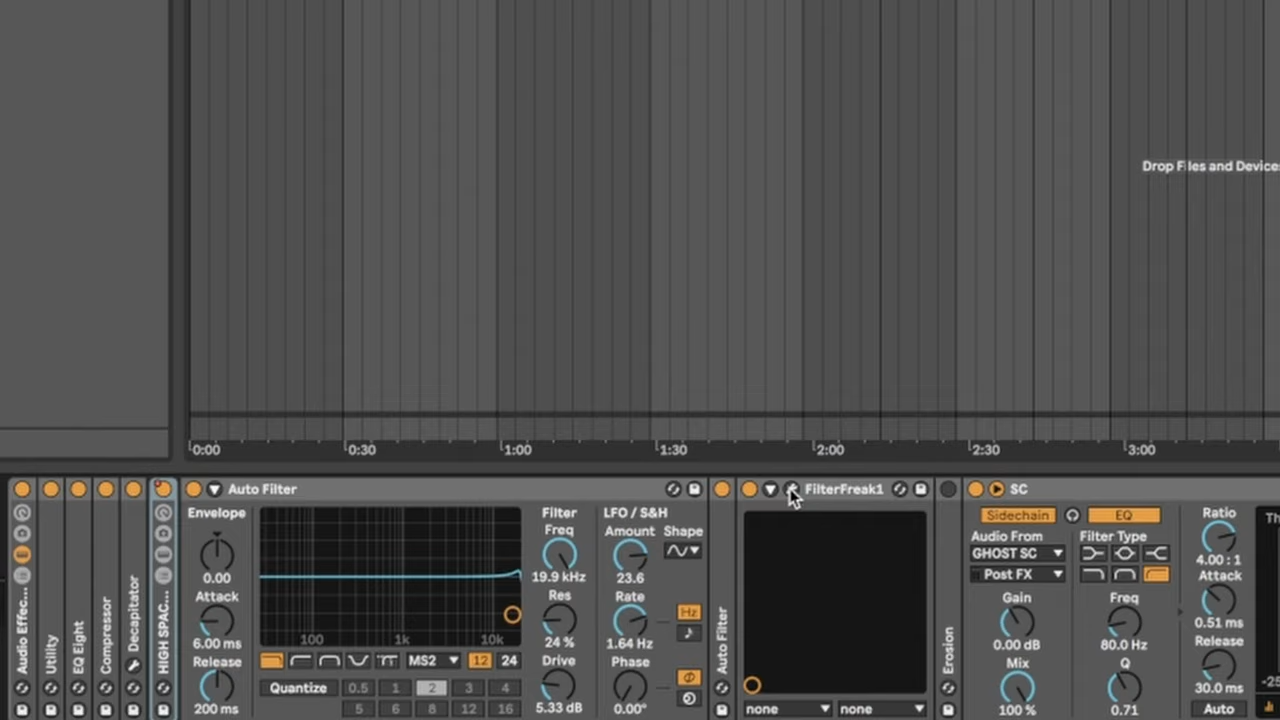 Drop Files and Device
0:00 0:30 1:00 1:30 2:00 2:30 3:00
Audio Effec...
Utility
EQ Eight
Compressor
Decapitator
HIGH SPAC...
Auto Filter
Envelope
0.00
Attack
6.00 ms
Release
200 ms
100 1k 10k
MS2 12 24
Quantize 0.5 1 2 3 4
5 6 8 12 16
Filter
Freq
19.9 kHz
Res
24 %
Drive
5.33 dB
LFO / S&H
Amount Shape
23.6
Rate
Hz
1.64 Hz
Phase
0.00°
Auto Filter
FilterFreak1
none none
Erosion
SC
Sidechain EQ
Audio From
GHOST SC
Post FX
Gain
0.00 dB
Mix
100 %
Filter Type
Freq
80.0 Hz
Q
0.71
Ratio
4.00 : 1
Attack
0.51 ms
Release
30.0 ms
Auto
Th